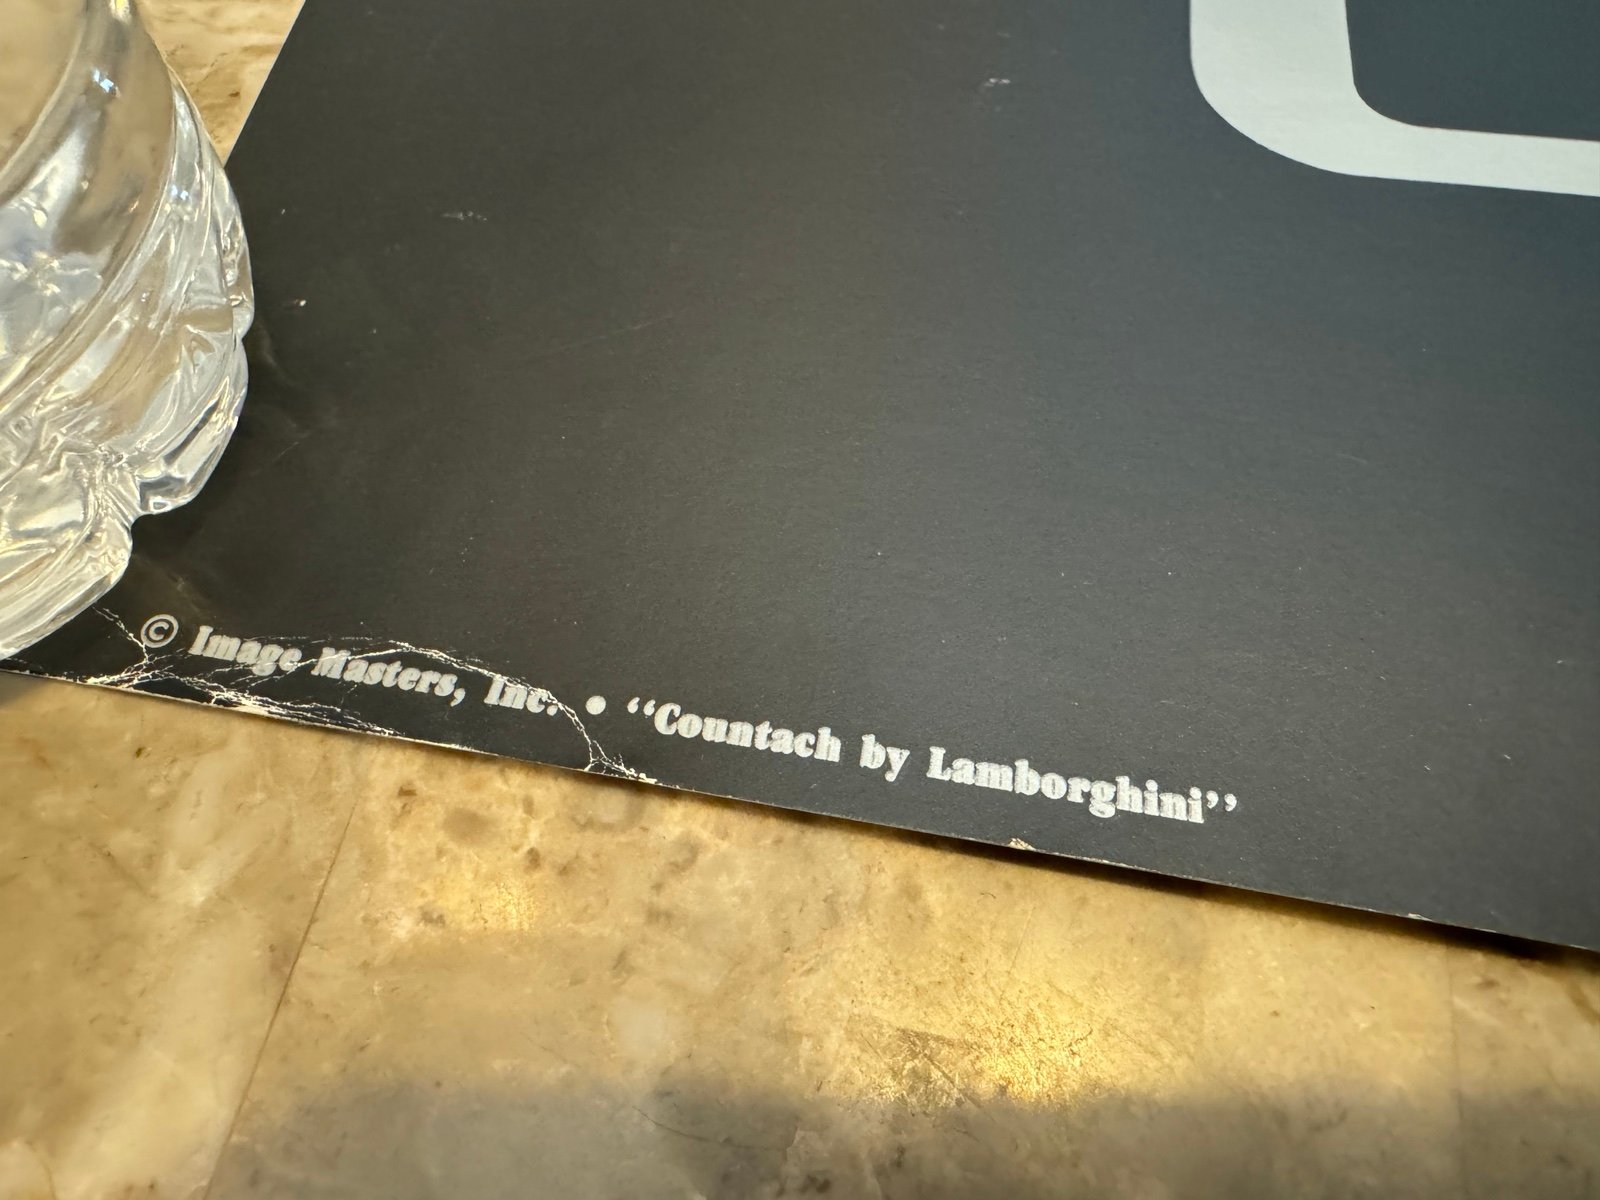 © Image Masters, Inc. • “Countach by Lamborghini”